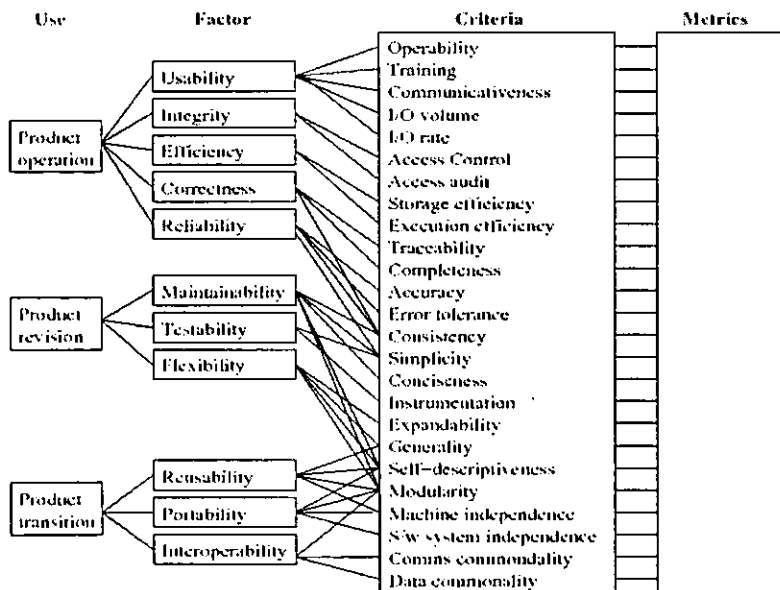 Use
Factor
Criteria
Metrics
Product
operation
Product
revision
Product
transition
Usability
Integrity
Efficiency
Correctness
Reliability
Maintainability
Testability
Flexibility
Reusability
Portability
Interoperability
Operability
Training
Communicativeness
I/O volume
I/O rate
Access Control
Access audit
Storage efficiency
Execution efficiency
Traceability
Completeness
Accuracy
Error tolerance
Consistency
Simplicity
Conciseness
Instrumentation
Expandability
Generality
Self-descriptiveness
Modularity
Machine independence
S/w system independence
Comms commondality
Data commonality